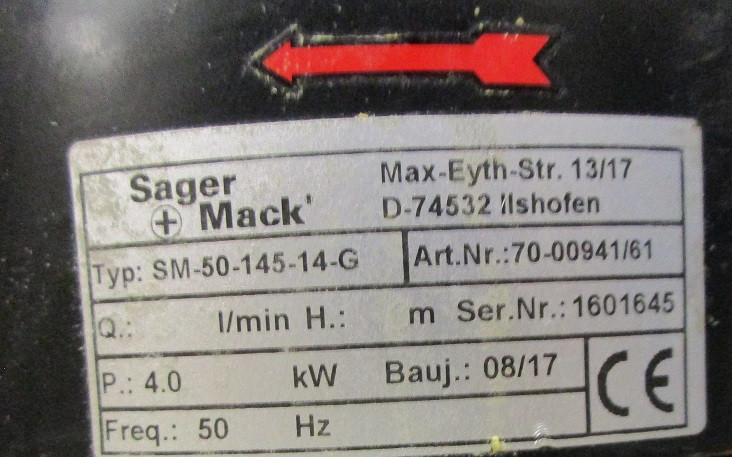 Sager
+ Mack'
Max-Eyth-Str. 13/17
D-74532 Ilshofen
Typ: SM-50-145-14-G
Art.Nr.:70-00941/61
Q.: l/min H.: m Ser.Nr.: 1601645
P.: 4.0 kW Bauj.: 08/17
Freq.: 50 Hz
CE